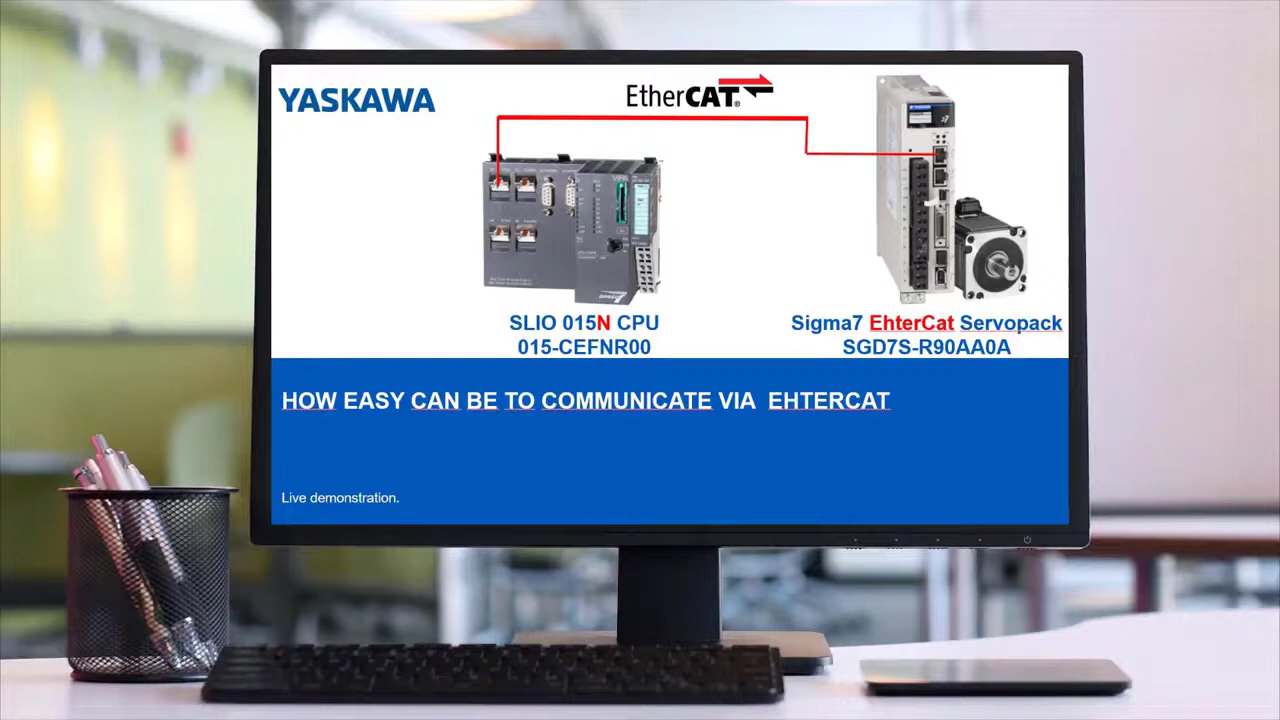 YASKAWA
EtherCAT®
SLIO 015N CPU
015-CEFNR00
Sigma7 EhterCat Servopack
SGD7S-R90AA0A
HOW EASY CAN BE TO COMMUNICATE VIA EHTERCAT
Live demonstration.